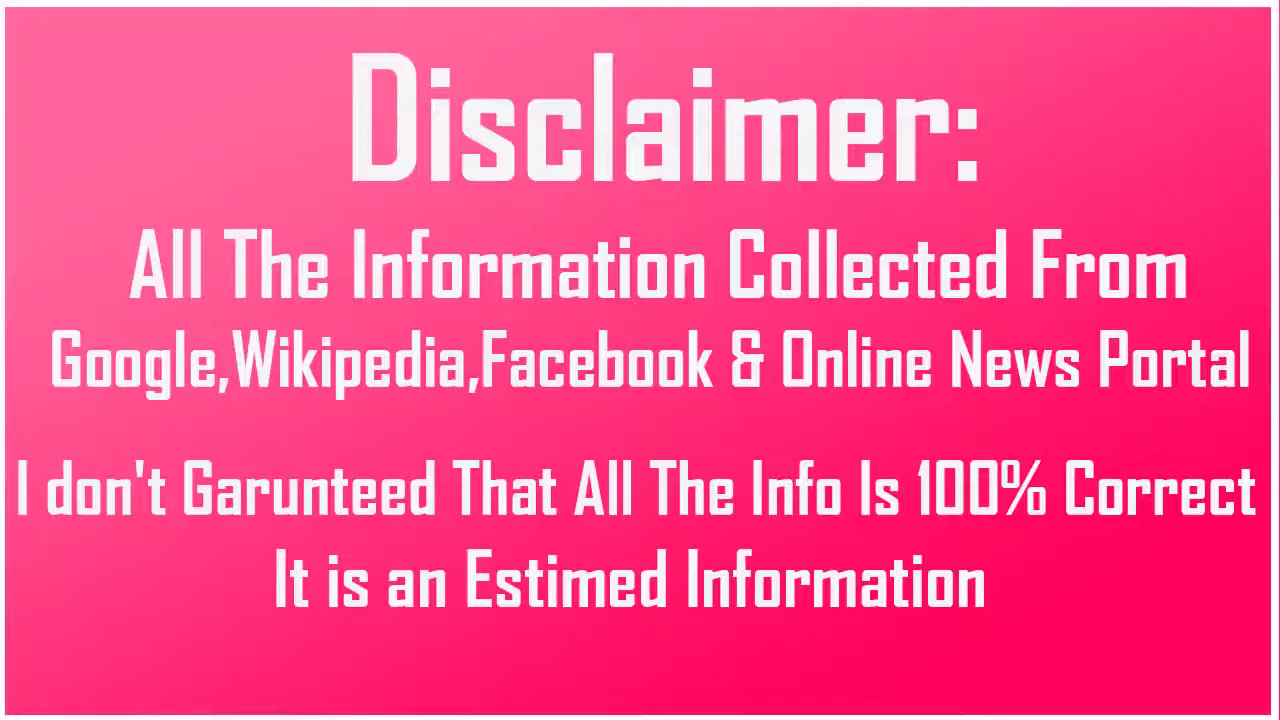 Disclaimer:
All The Information Collected From
Google,Wikipedia,Facebook & Online News Portal
I don't Garunteed That All The Info Is 100% Correct
It is an Estimed Information